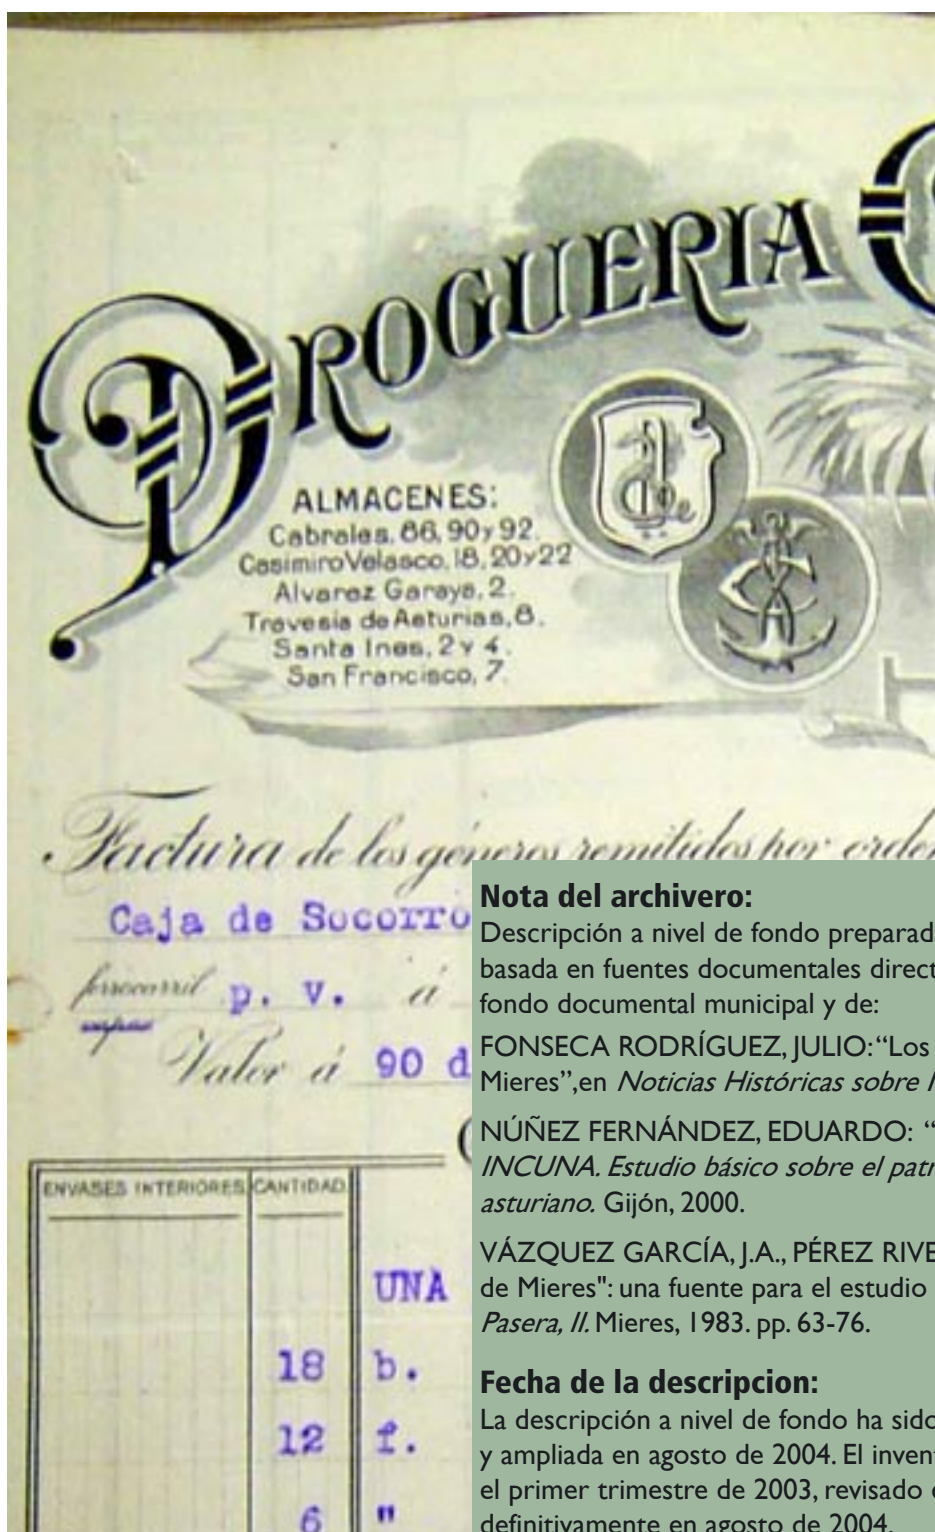 DROGUERIA
ALMACENES:
Cabrales, 86, 90 y 92.
Casimiro Velasco, 18, 20 y 22
Alvarez Garaya, 2.
Travesia de Asturias, 8.
Santa Ines, 2 y 4.
San Francisco, 7.
Factura de los géneros remitidos por orden
Caja de Socorro
ferrocarril p. v. á
Valor á 90 d
ENVASES INTERIORES CANTIDAD
UNA
18 b.
12 f.
6 "
Nota del archivero:
Descripción a nivel de fondo preparad
basada en fuentes documentales direct
fondo documental municipal y de:
FONSECA RODRÍGUEZ, JULIO: “Los
Mieres”,en Noticias Históricas sobre
NÚÑEZ FERNÁNDEZ, EDUARDO: “
INCUNA. Estudio básico sobre el patr
asturiano. Gijón, 2000.
VÁZQUEZ GARCÍA, J.A., PÉREZ RIVE
de Mieres": una fuente para el estudio
Pasera, II. Mieres, 1983. pp. 63-76.
Fecha de la descripcion:
La descripción a nivel de fondo ha sido
y ampliada en agosto de 2004. El invent
el primer trimestre de 2003, revisado
definitivamente en agosto de 2004.